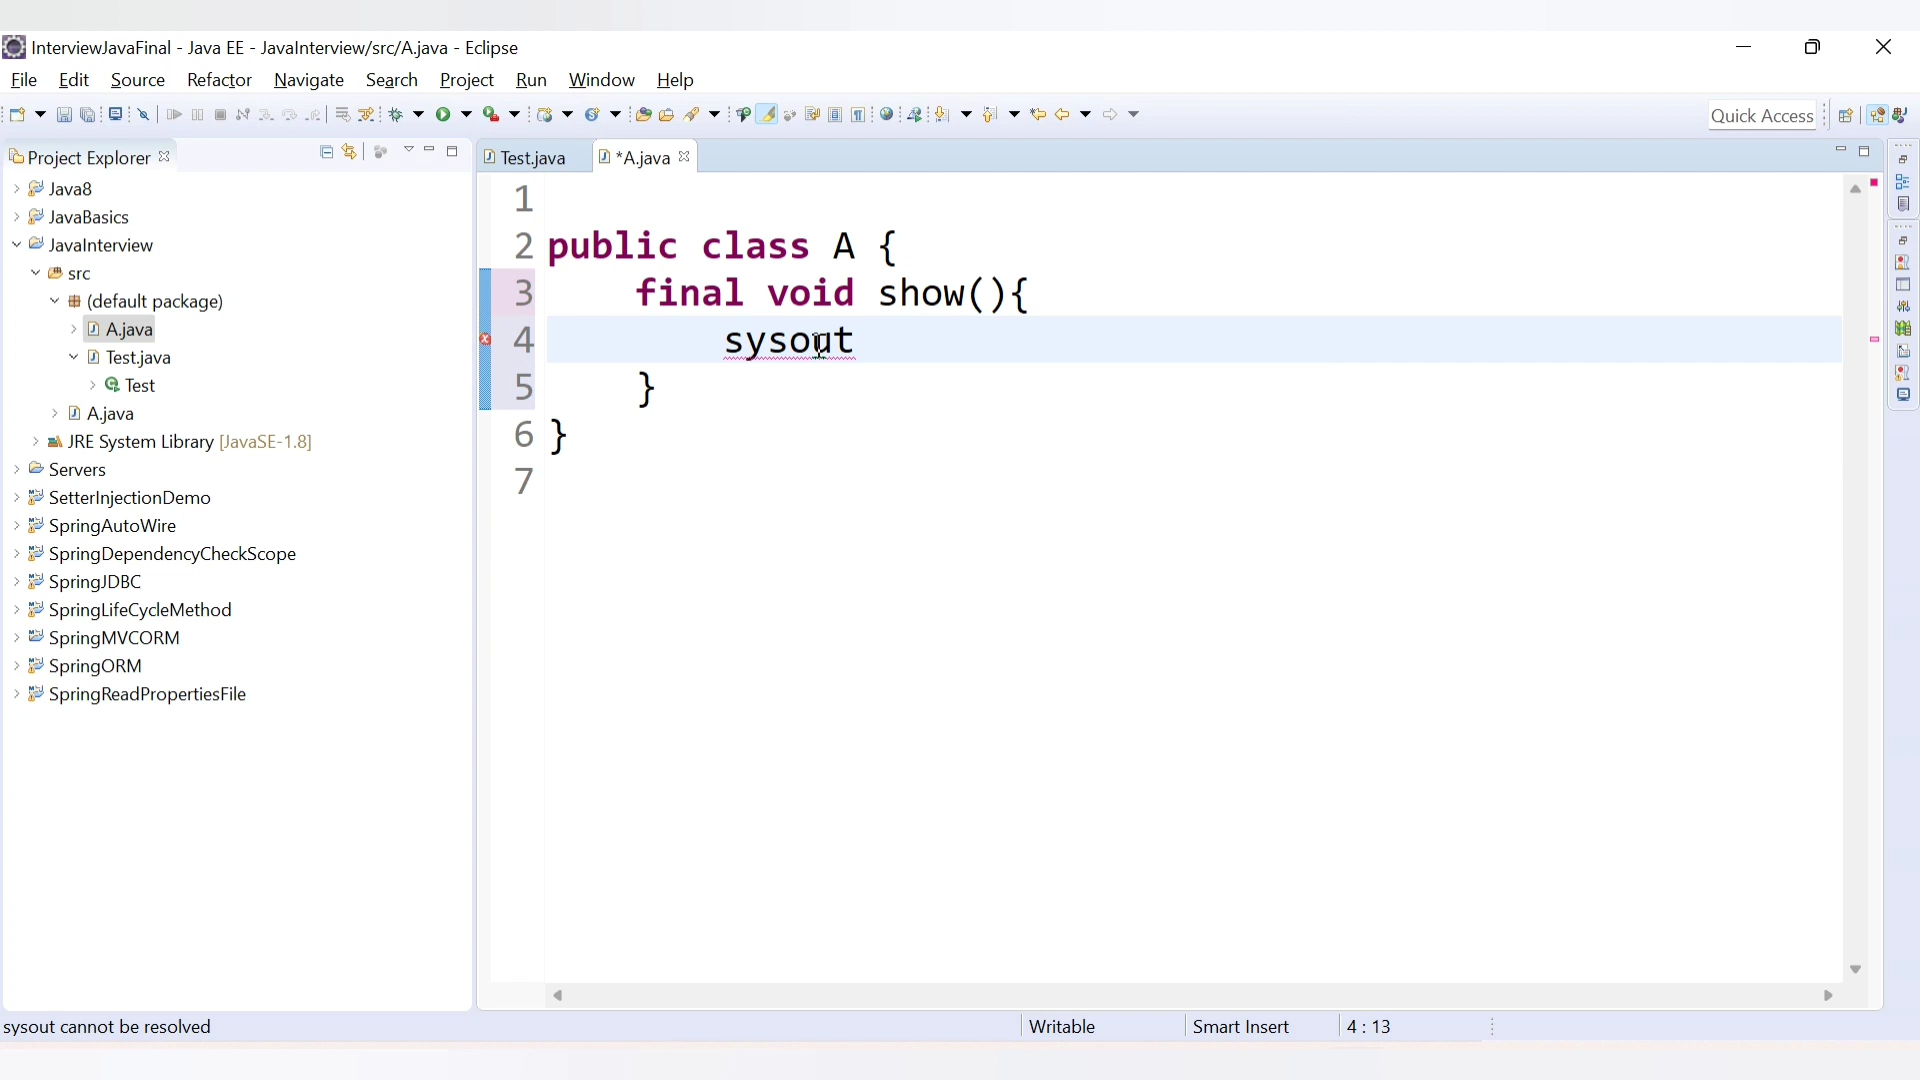 InterviewJavaFinal - Java EE - JavaInterview/src/A.java - Eclipse
File Edit Source Refactor Navigate Search Project Run Window Help
Quick Access
Project Explorer
Test.java
*A.java
Java8
JavaBasics
JavaInterview
src
(default package)
A.java
Test.java
Test
A.java
JRE System Library [JavaSE-1.8]
Servers
SetterInjectionDemo
SpringAutoWire
SpringDependencyCheckScope
SpringJDBC
SpringLifeCycleMethod
SpringMVCORM
SpringORM
SpringReadPropertiesFile
1
2 public class A {
3 final void show(){
4 sysout
5 }
6 }
7
sysout cannot be resolved
Writable
Smart Insert
4 : 13